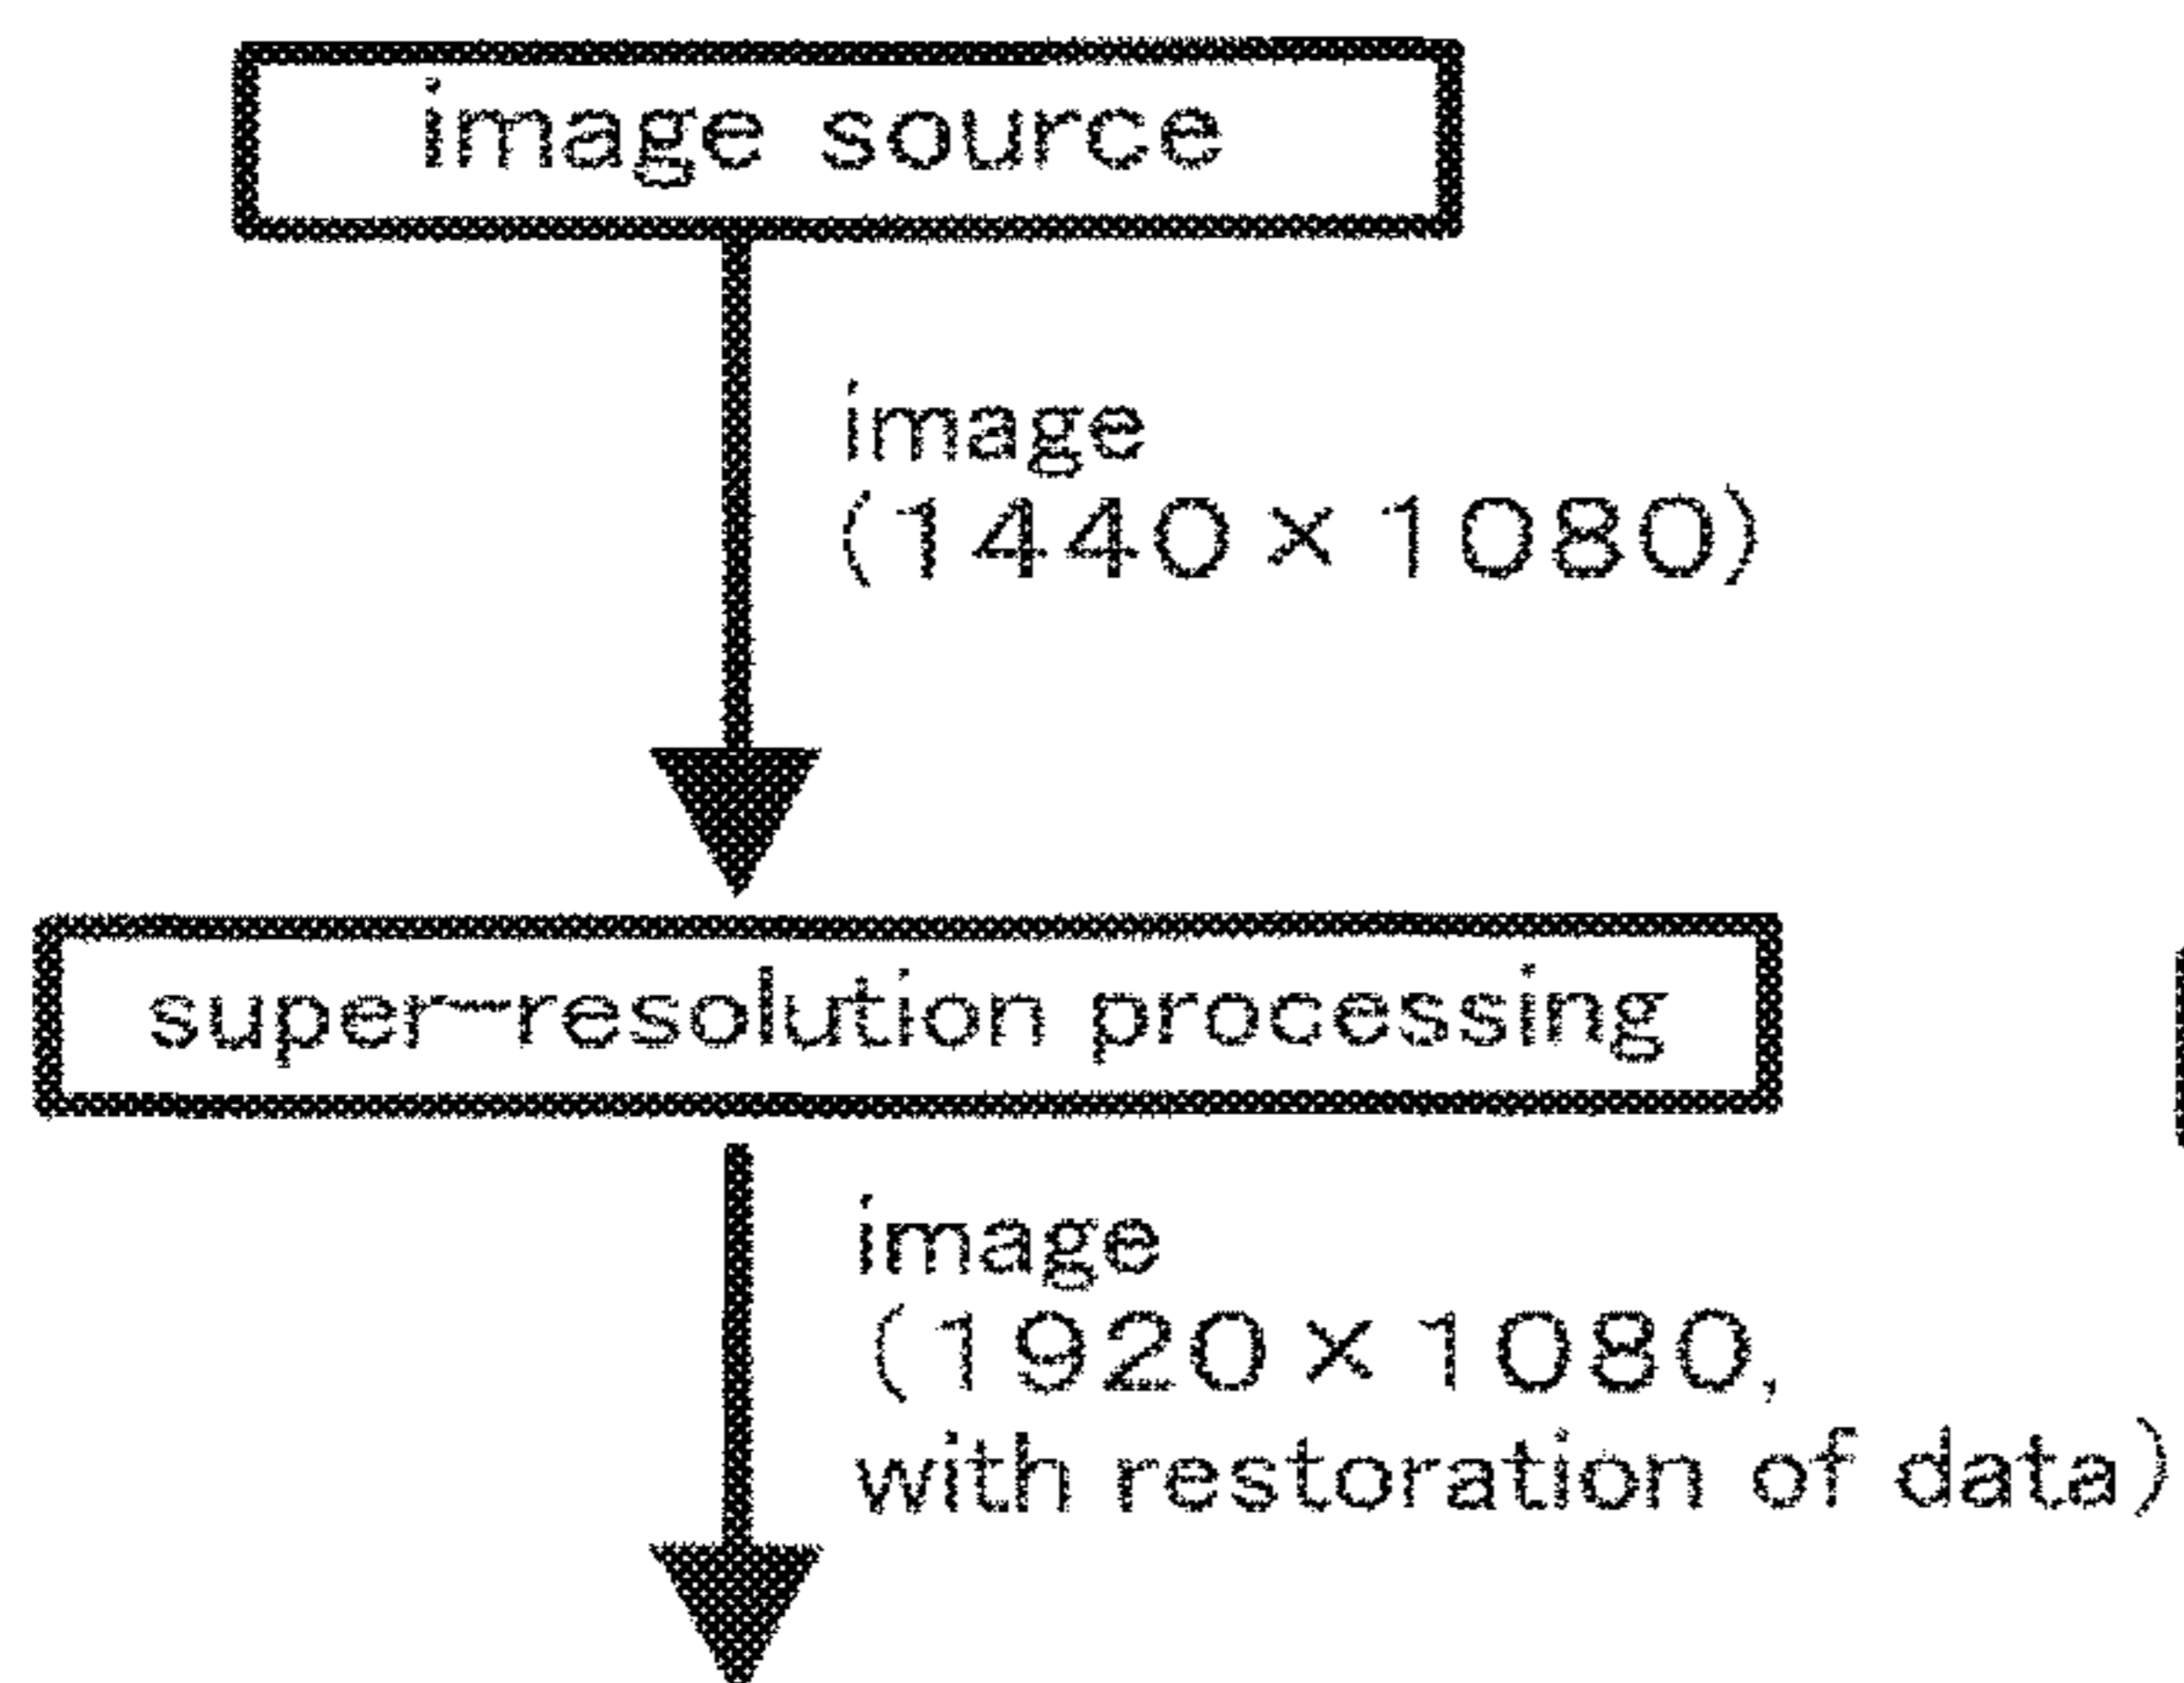 image source
image
(1440×1080)
super-resolution processing
image
(1920×1080,
with restoration of data)